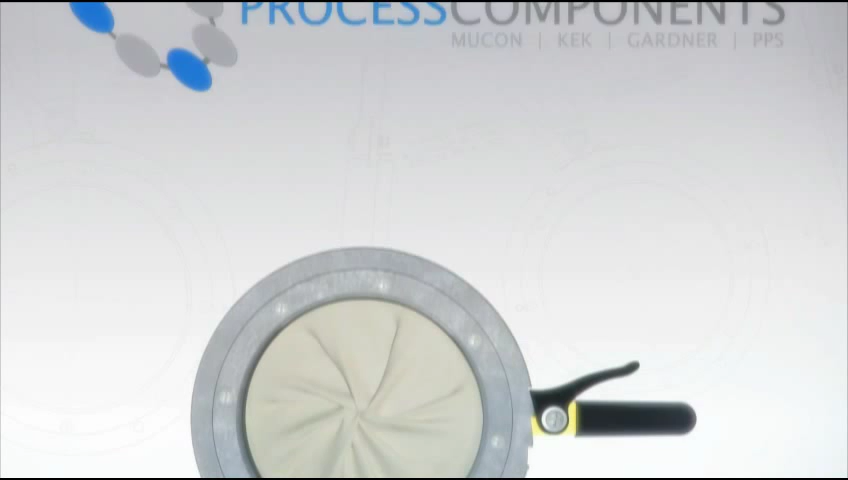 PROCESSCOMPONENTS
MUCON | KEK | GARDNER | PPS